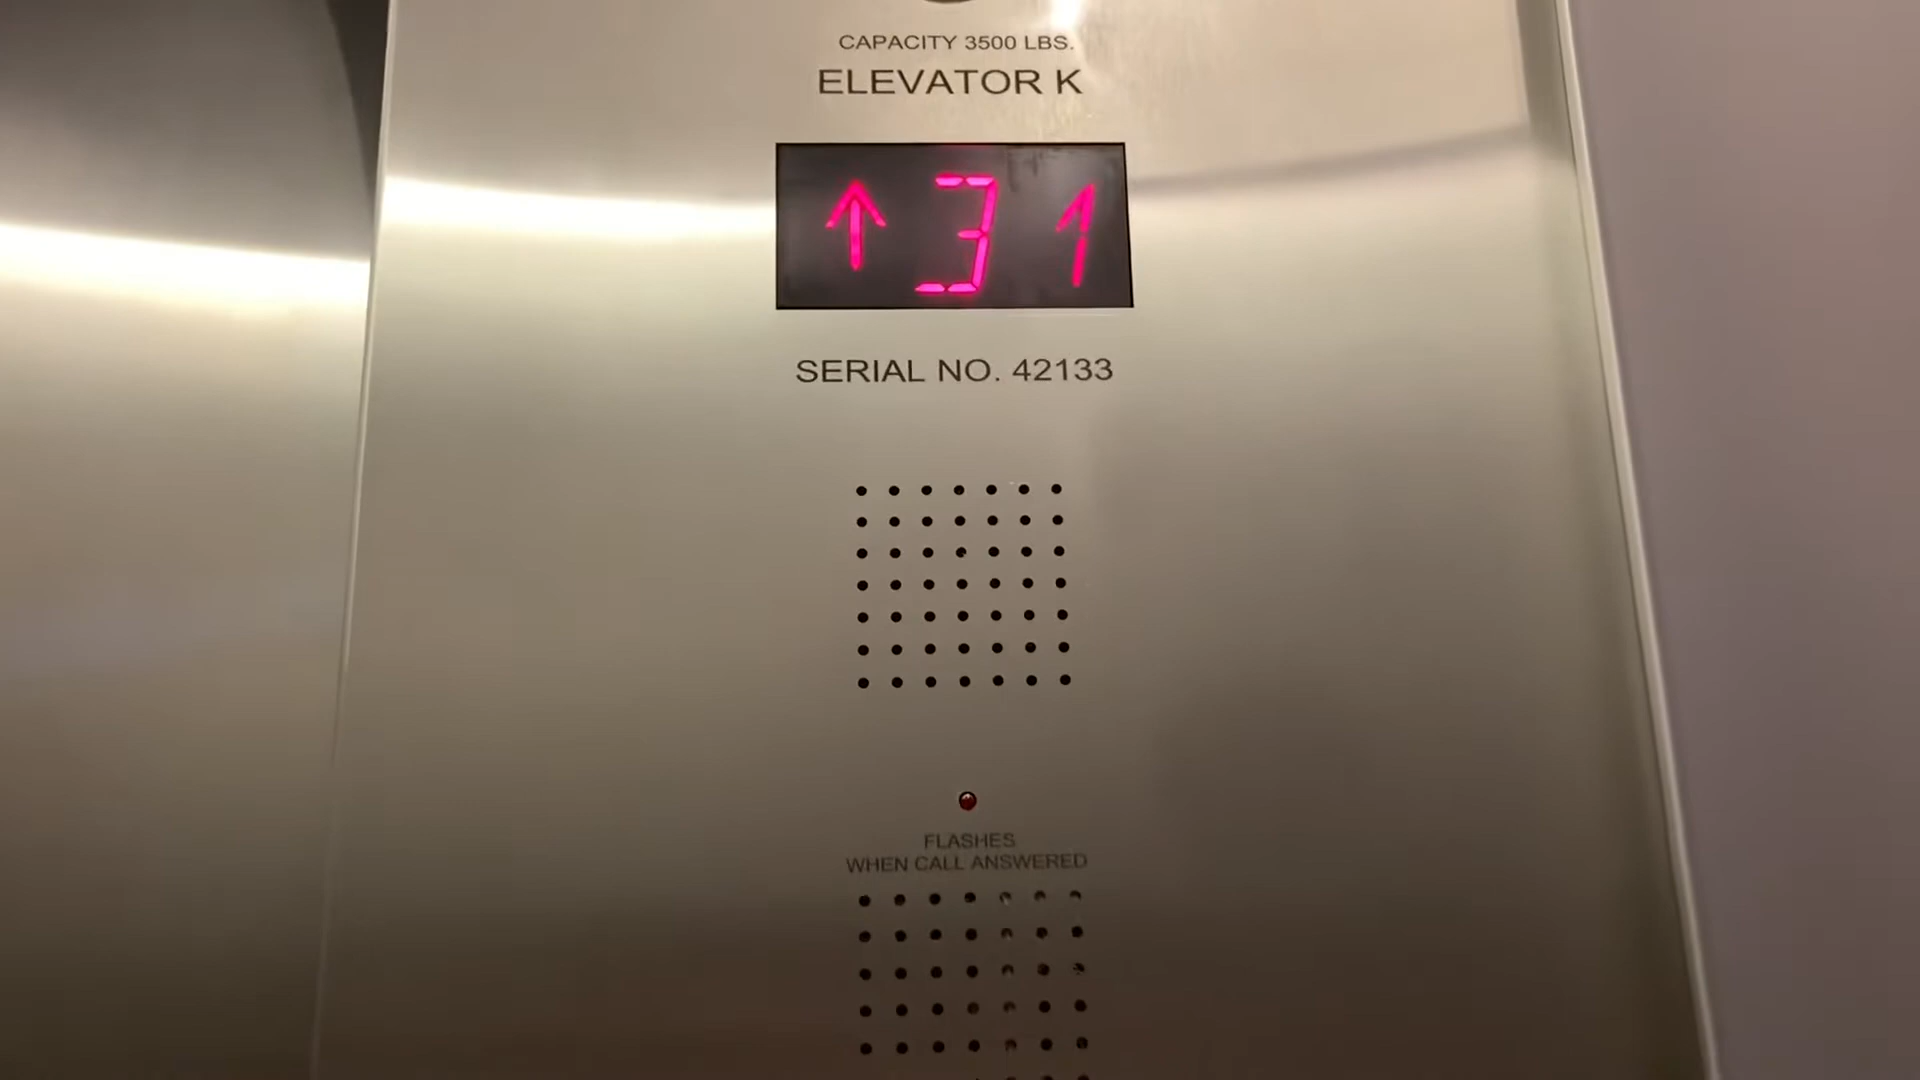 CAPACITY 3500 LBS.
ELEVATOR K
↑ 31
SERIAL NO. 42133
FLASHES
WHEN CALL ANSWERED